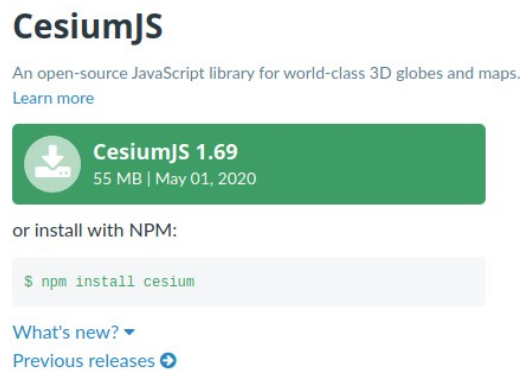 CesiumJS
An open-source JavaScript library for world-class 3D globes and maps.
Learn more
CesiumJS 1.69
55 MB | May 01, 2020
or install with NPM:
$ npm install cesium
What's new?
Previous releases